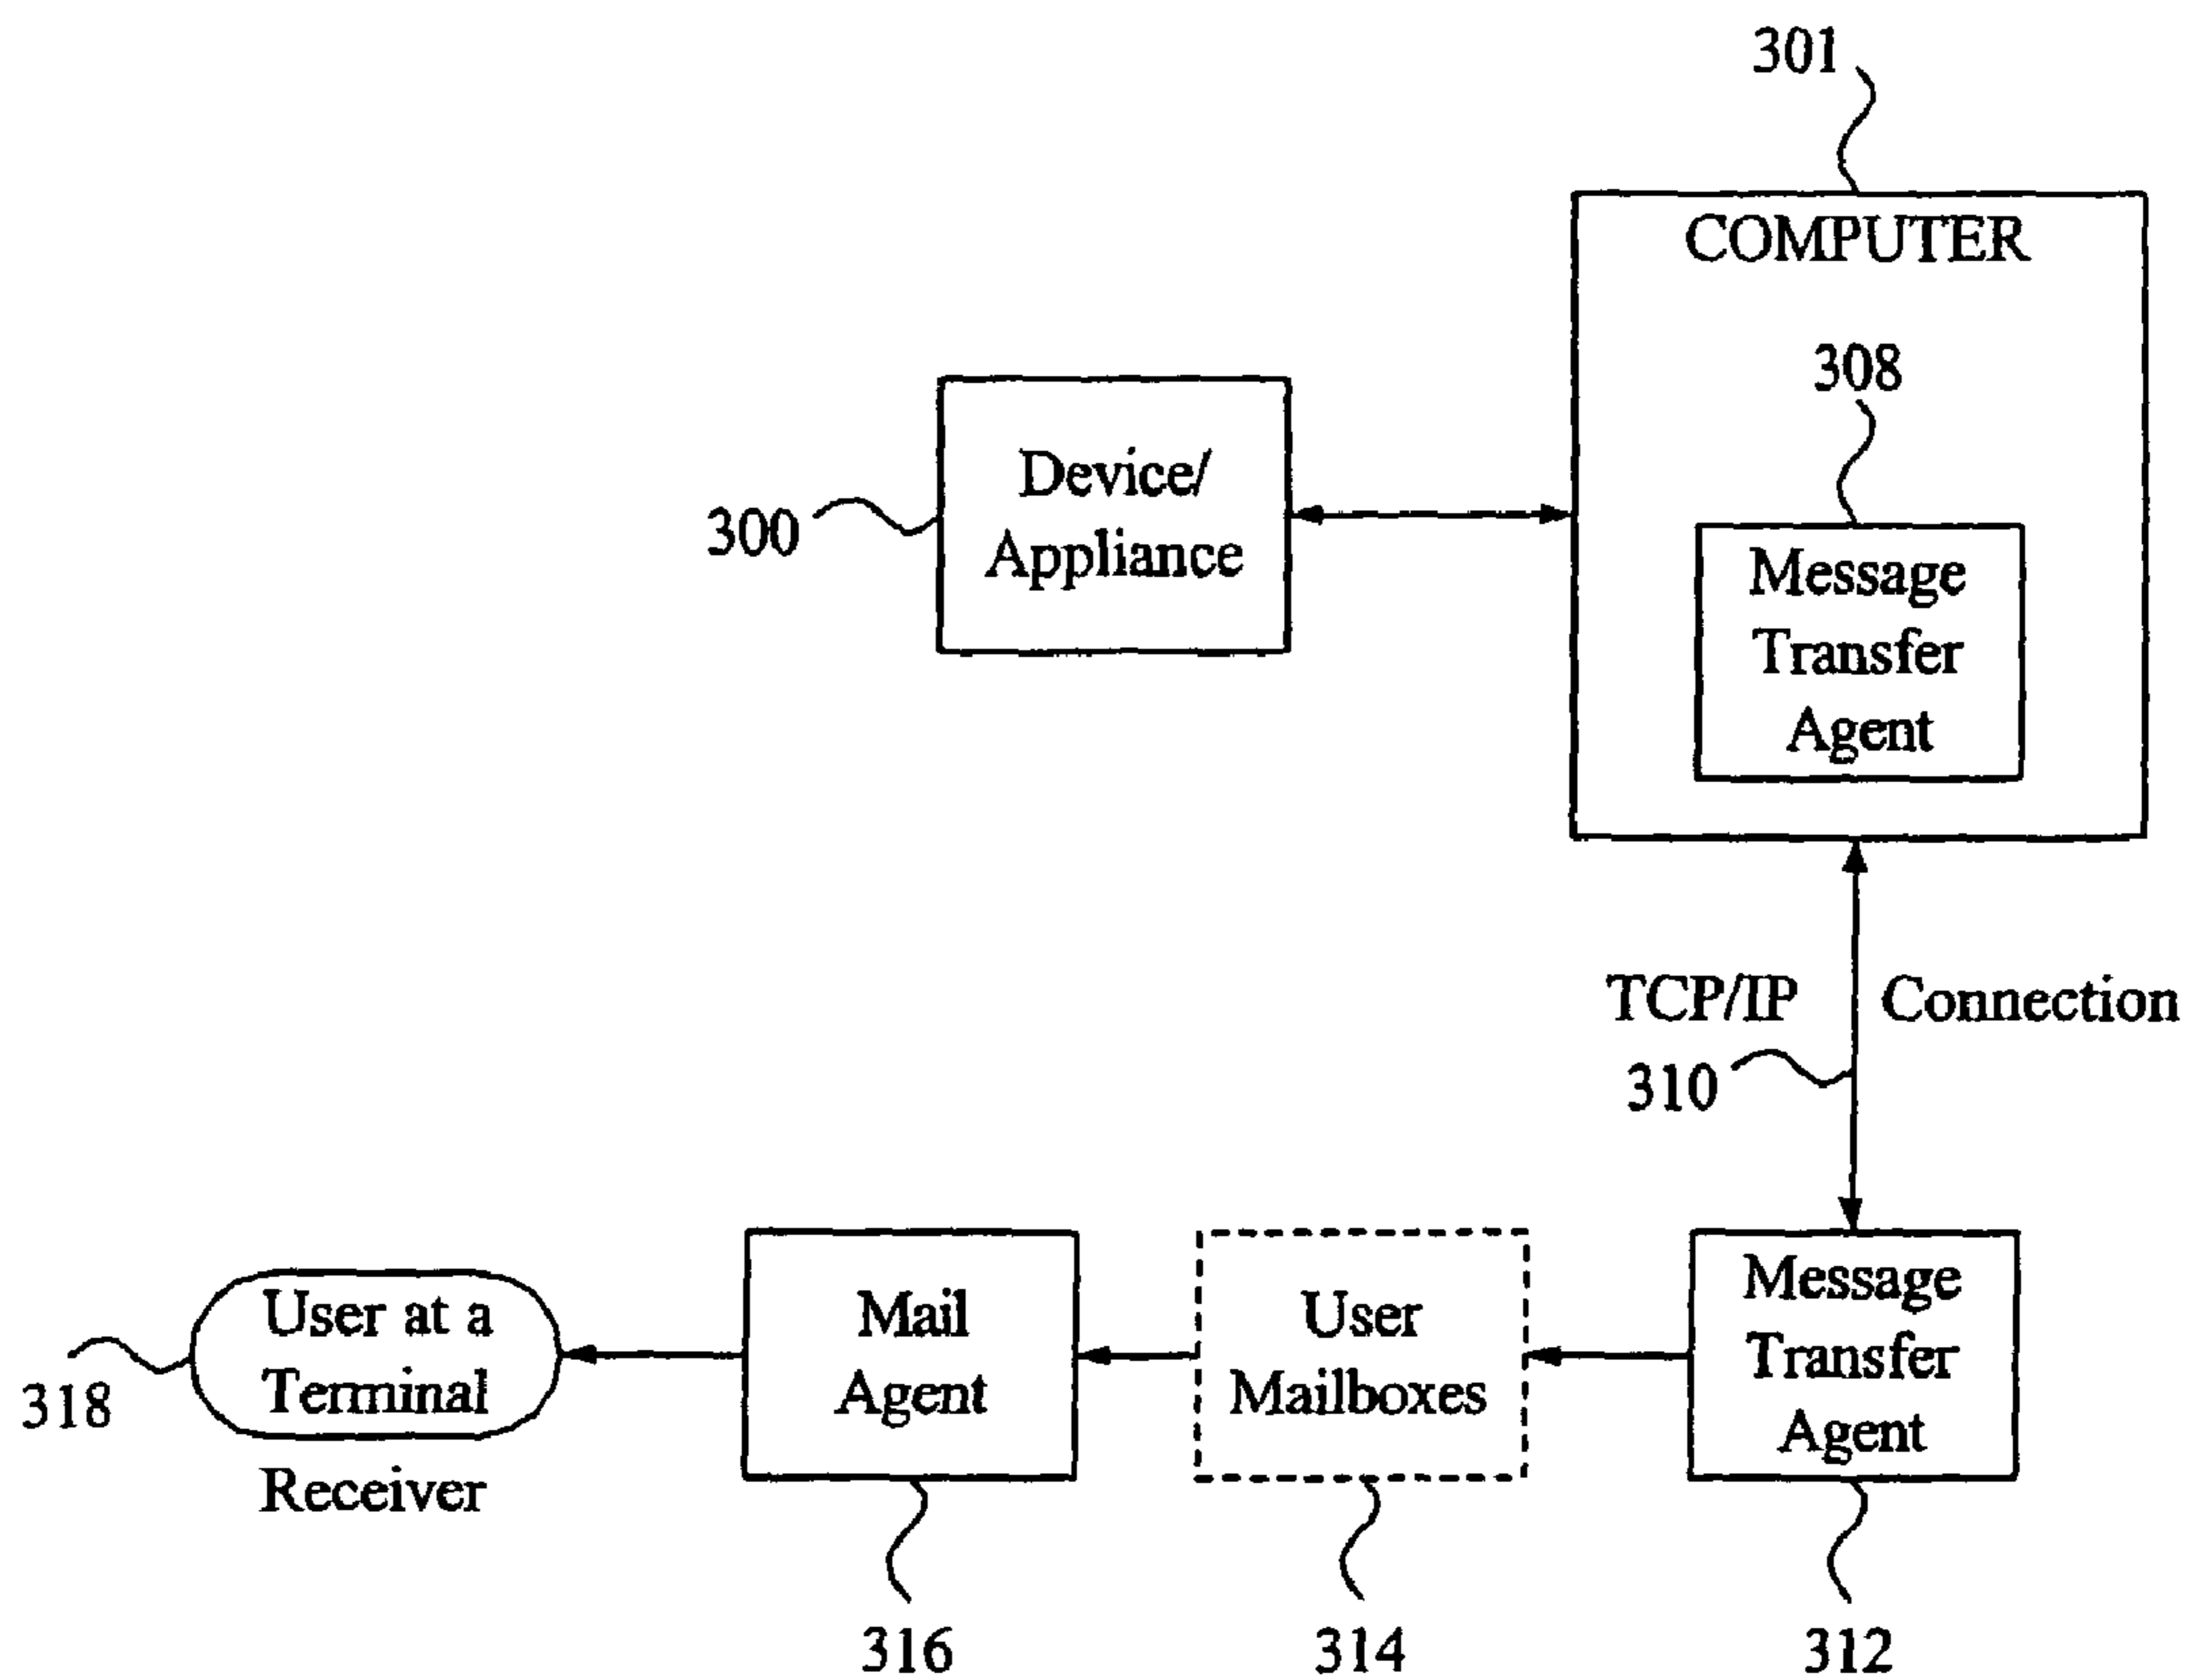 301
COMPUTER
308
Message
Transfer
Agent
300
Device/
Appliance
TCP/IP Connection
310
Message
Transfer
Agent
312
User
Mailboxes
314
Mail
Agent
316
User at a
Terminal
Receiver
318